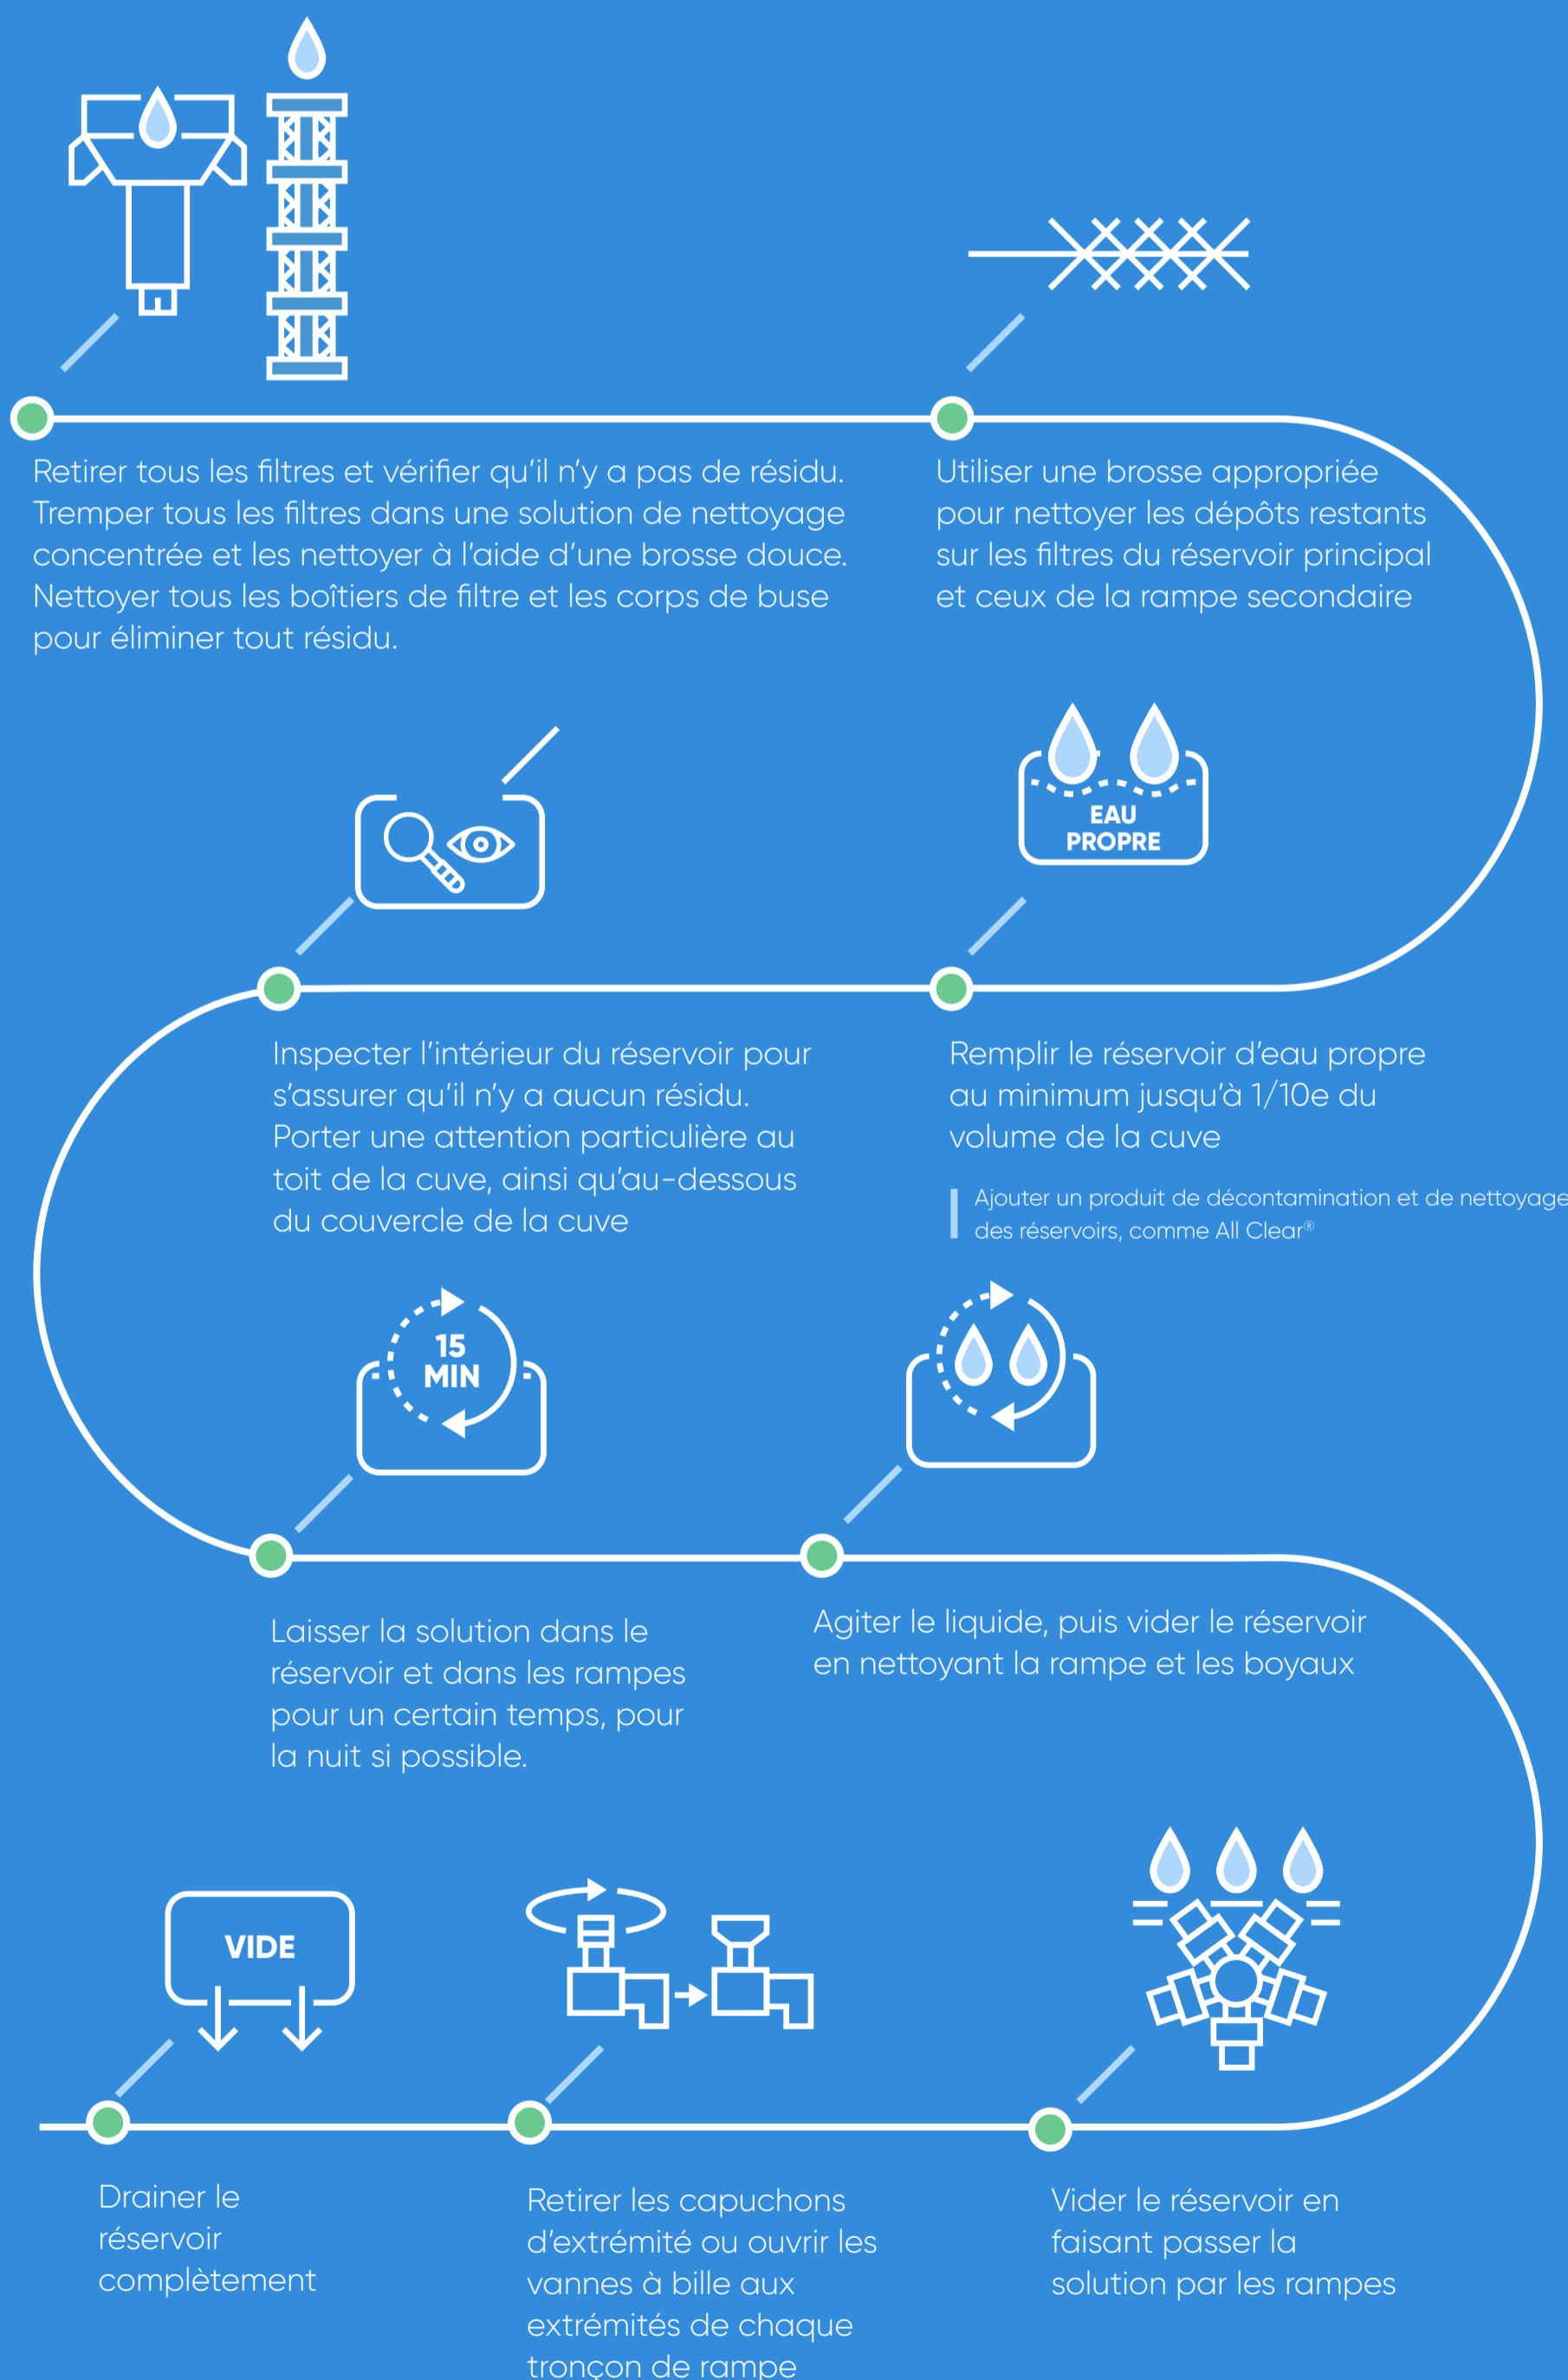 Retirer tous les filtres et vérifier qu’il n’y a pas de résidu.
Tremper tous les filtres dans une solution de nettoyage
concentrée et les nettoyer à l’aide d’une brosse douce.
Nettoyer tous les boîtiers de filtre et les corps de buse
pour éliminer tout résidu.
Utiliser une brosse appropriée
pour nettoyer les dépôts restants
sur les filtres du réservoir principal
et ceux de la rampe secondaire
EAU
PROPRE
Remplir le réservoir d’eau propre
au minimum jusqu’à 1/10e du
volume de la cuve
Ajouter un produit de décontamination et de nettoyage
des réservoirs, comme All Clear®
Inspecter l’intérieur du réservoir pour
s’assurer qu’il n’y a aucun résidu.
Porter une attention particulière au
toit de la cuve, ainsi qu’au-dessous
du couvercle de la cuve
15
MIN
Laisser la solution dans le
réservoir et dans les rampes
pour un certain temps, pour
la nuit si possible.
Agiter le liquide, puis vider le réservoir
en nettoyant la rampe et les boyaux
Vider le réservoir en
faisant passer la
solution par les rampes
Retirer les capuchons
d’extrémité ou ouvrir les
vannes à bille aux
extrémités de chaque
tronçon de rampe
VIDE
Drainer le
réservoir
complètement